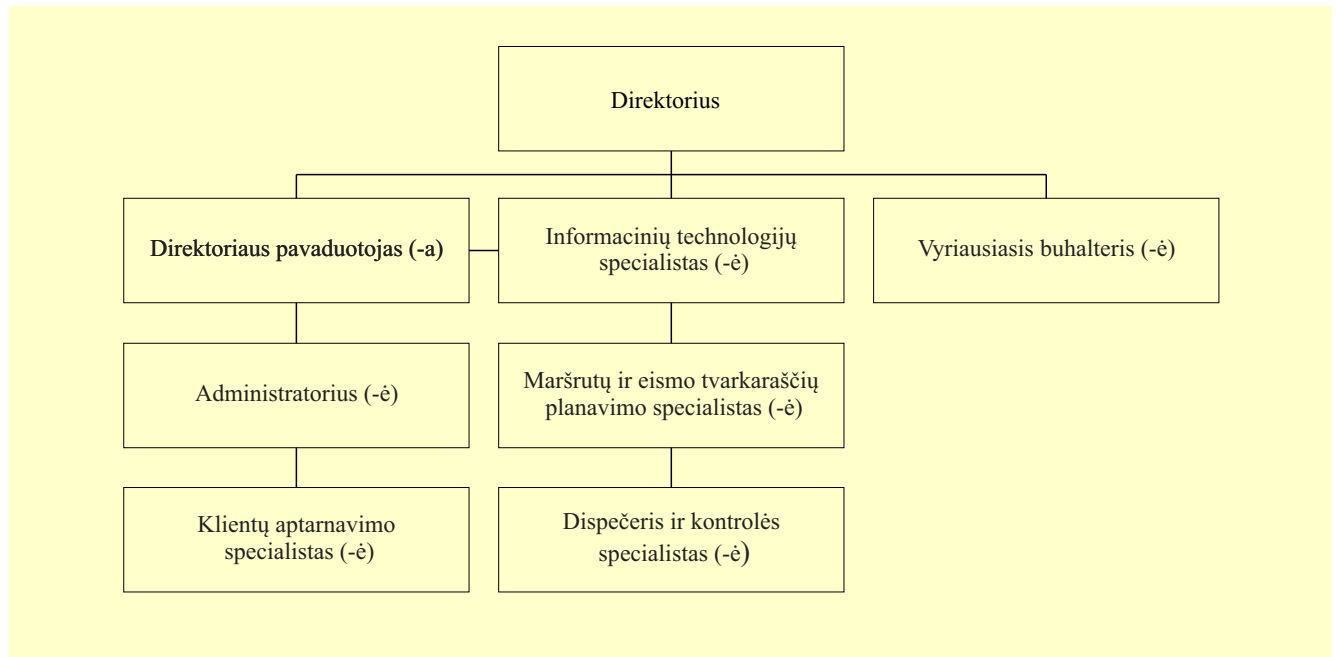 Direktorius
Direktoriaus pavaduotojas (-a)
Informacinių technologijų
specialistas (-ė)
Vyriausiasis buhalteris (-ė)
Administratorius (-ė)
Maršrutų ir eismo tvarkaraščių
planavimo specialistas (-ė)
Klientų aptarnavimo
specialistas (-ė)
Dispečeris ir kontrolės
specialistas (-ė)